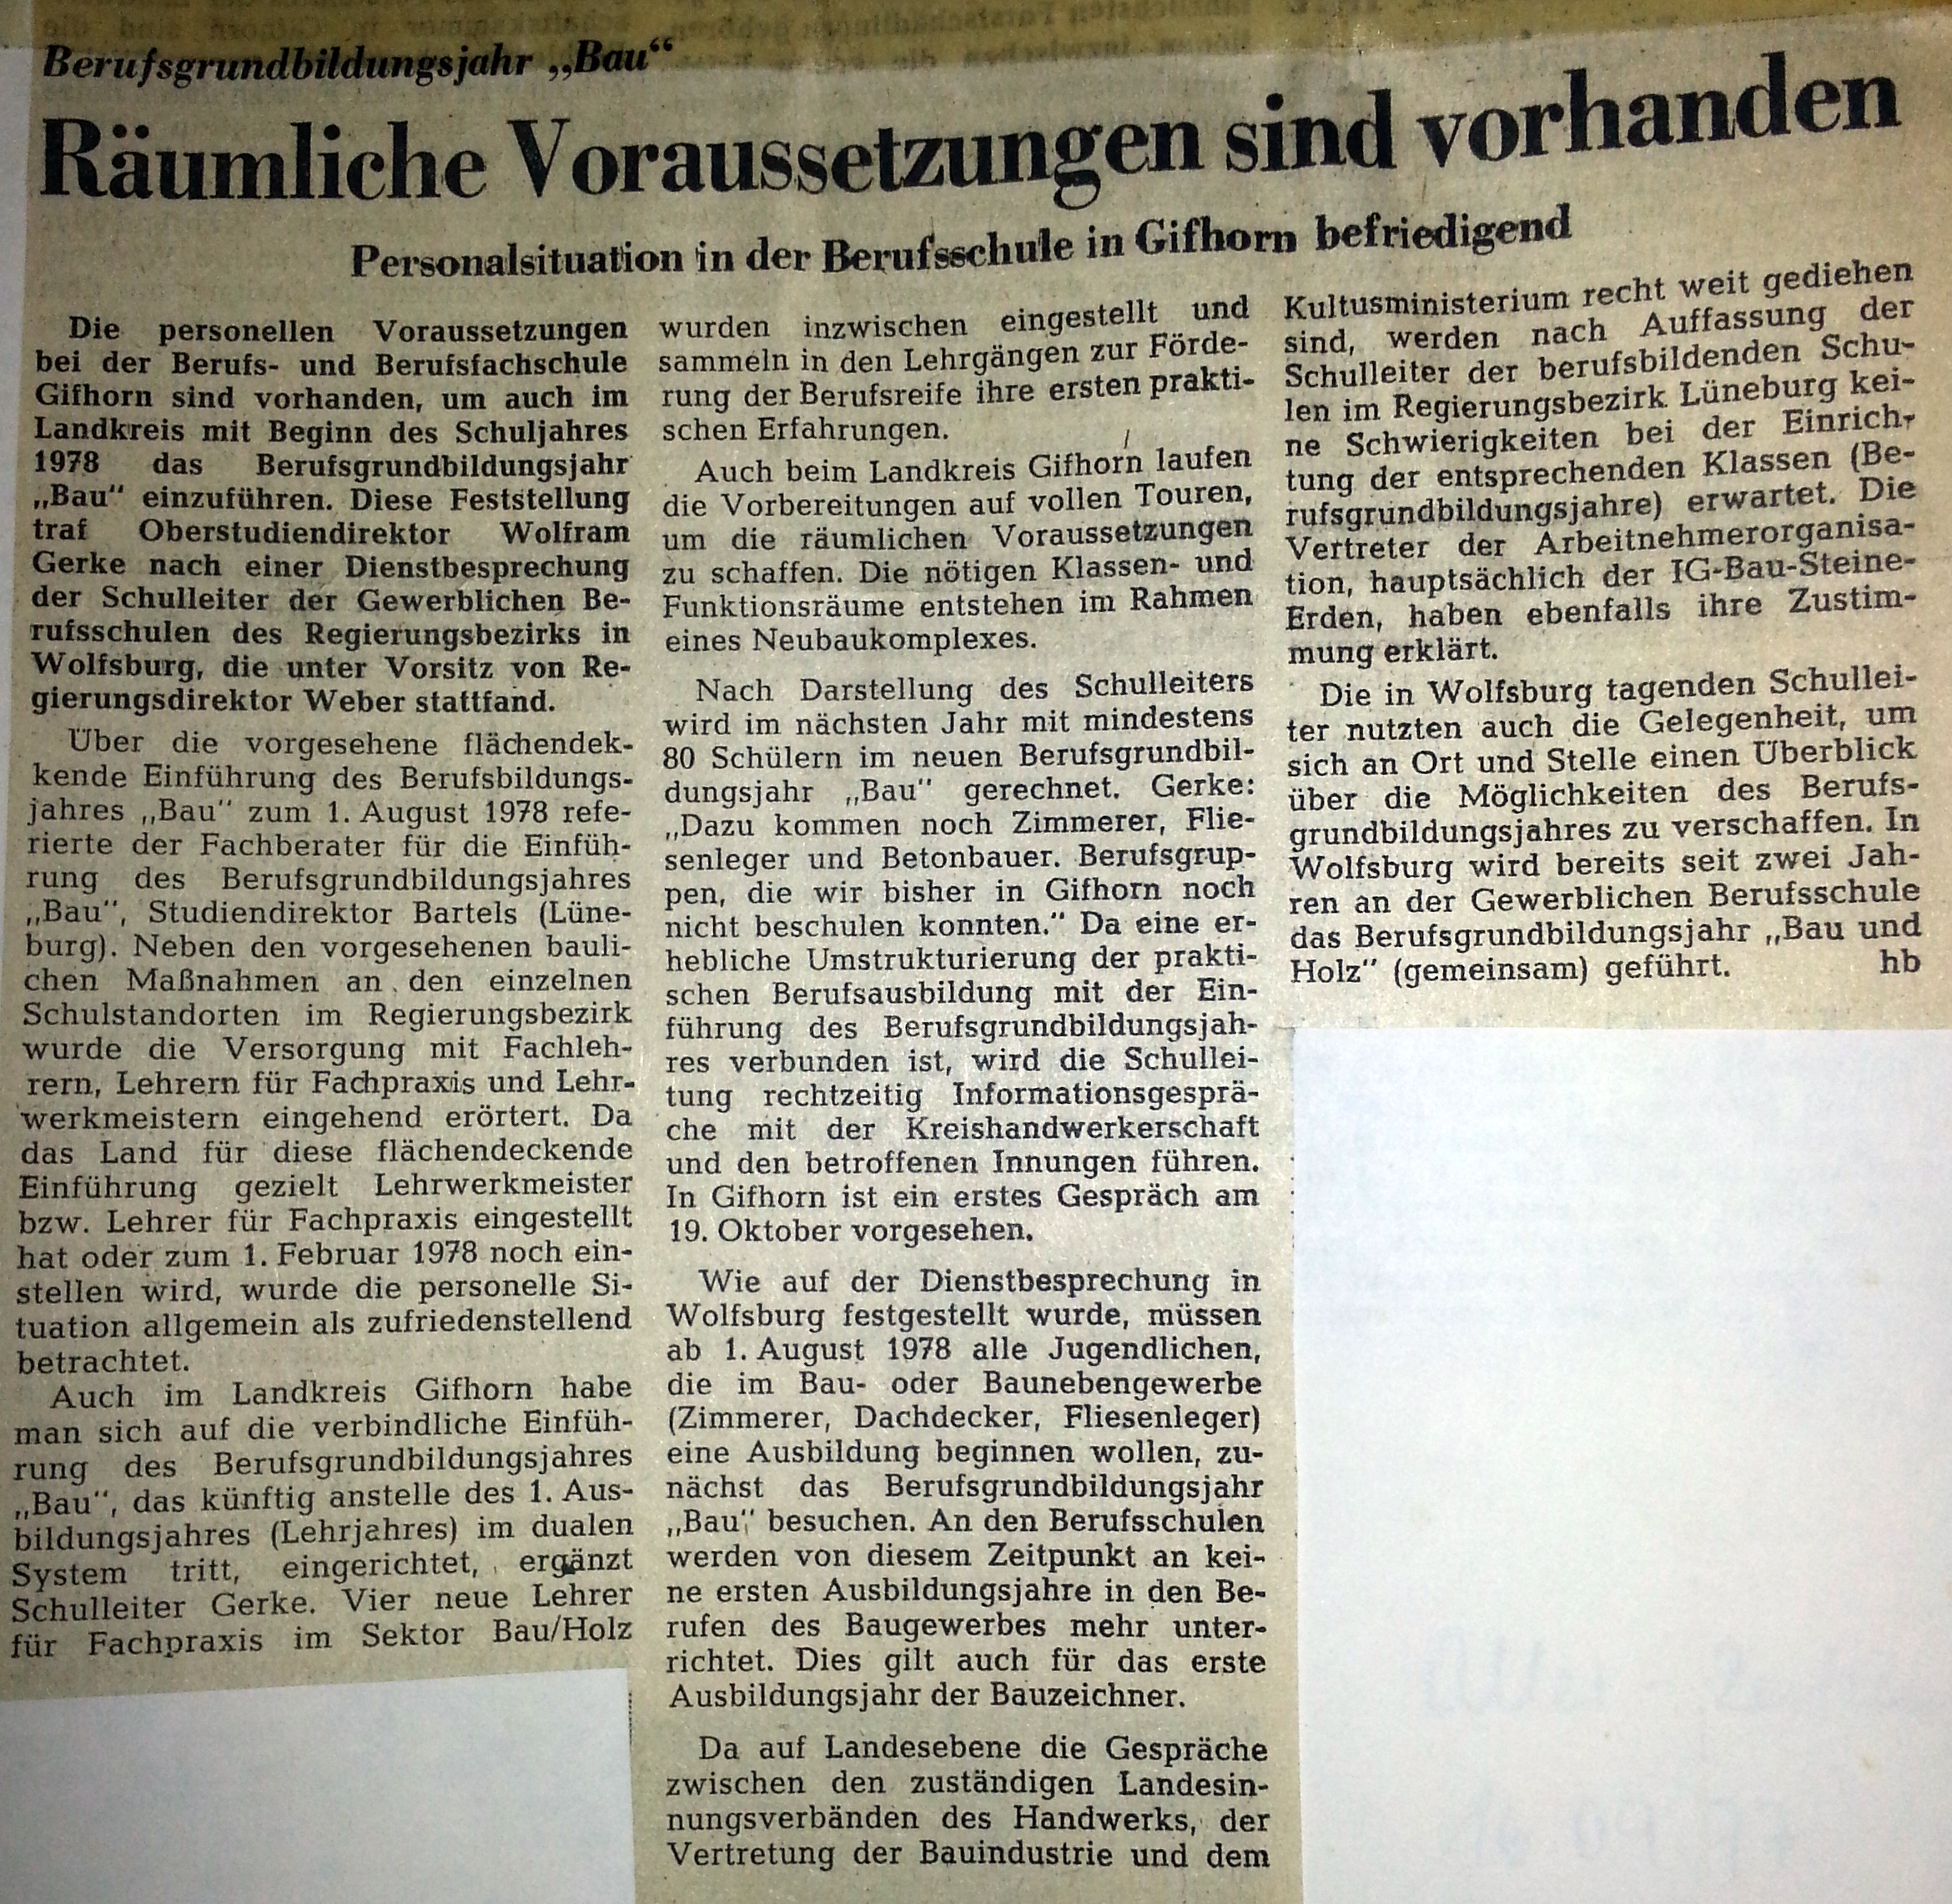 Berufsgrundbildungsjahr „Bau“
Räumliche Voraussetzungen sind vorhanden
Personalsituation in der Berufsschule in Gifhorn befriedigend
Die personellen Voraussetzungen
bei der Berufs- und Berufsfachschule
Gifhorn sind vorhanden, um auch im
Landkreis mit Beginn des Schuljahres
1978 das Berufsgrundbildungsjahr
„Bau“ einzuführen. Diese Feststellung
traf Oberstudiendirektor Wolfram
Gerke nach einer Dienstbesprechung
der Schulleiter der Gewerblichen Be-
rufsschulen des Regierungsbezirks in
Wolfsburg, die unter Vorsitz von Re-
gierungsdirektor Weber stattfand.
Über die vorgesehene flächendek-
kende Einführung des Berufsbildungs-
jahres „Bau“ zum 1. August 1978 refe-
rierte der Fachberater für die Einfüh-
rung des Berufsgrundbildungsjahres
„Bau“, Studiendirektor Bartels (Lüne-
burg). Neben den vorgesehenen bauli-
chen Maßnahmen an den einzelnen
Schulstandorten im Regierungsbezirk
wurde die Versorgung mit Fachleh-
rern, Lehrern für Fachpraxis und Lehr-
werkmeistern eingehend erörtert. Da
das Land für diese flächendeckende
Einführung gezielt Lehrwerkmeister
bzw. Lehrer für Fachpraxis eingestellt
hat oder zum 1. Februar 1978 noch ein-
stellen wird, wurde die personelle Si-
tuation allgemein als zufriedenstellend
betrachtet.
Auch im Landkreis Gifhorn habe
man sich auf die verbindliche Einfüh-
rung des Berufsgrundbildungsjahres
„Bau“, das künftig anstelle des 1. Aus-
bildungsjahres (Lehrjahres) im dualen
System tritt, eingerichtet, ergänzt
Schulleiter Gerke. Vier neue Lehrer
für Fachpraxis im Sektor Bau/Holz
wurden inzwischen eingestellt und
sammeln in den Lehrgängen zur Förde-
rung der Berufsreife ihre ersten prakti-
schen Erfahrungen.
Auch beim Landkreis Gifhorn laufen
die Vorbereitungen auf vollen Touren,
um die räumlichen Voraussetzungen
zu schaffen. Die nötigen Klassen- und
Funktionsräume entstehen im Rahmen
eines Neubaukomplexes.
Nach Darstellung des Schulleiters
wird im nächsten Jahr mit mindestens
80 Schülern im neuen Berufsgrundbil-
dungsjahr „Bau“ gerechnet. Gerke:
„Dazu kommen noch Zimmerer, Flie-
senleger und Betonbauer. Berufsgrup-
pen, die wir bisher in Gifhorn noch
nicht beschulen konnten.“ Da eine er-
hebliche Umstrukturierung der prakti-
schen Berufsausbildung mit der Ein-
führung des Berufsgrundbildungsjah-
res verbunden ist, wird die Schullei-
tung rechtzeitig Informationsgesprä-
che mit der Kreishandwerkerschaft
und den betroffenen Innungen führen.
In Gifhorn ist ein erstes Gespräch am
19. Oktober vorgesehen.
Wie auf der Dienstbesprechung in
Wolfsburg festgestellt wurde, müssen
ab 1. August 1978 alle Jugendlichen,
die im Bau- oder Baunebengewerbe
(Zimmerer, Dachdecker, Fliesenleger)
eine Ausbildung beginnen wollen, zu-
nächst das Berufsgrundbildungsjahr
„Bau“ besuchen. An den Berufsschulen
werden von diesem Zeitpunkt an kei-
ne ersten Ausbildungsjahre in den Be-
rufen des Baugewerbes mehr unter-
richtet. Dies gilt auch für das erste
Ausbildungsjahr der Bauzeichner.
Da auf Landesebene die Gespräche
zwischen den zuständigen Landesin-
nungsverbänden des Handwerks, der
Vertretung der Bauindustrie und dem
Kultusministerium recht weit gediehen
sind, werden nach Auffassung der
Schulleiter der berufsbildenden Schu-
len im Regierungsbezirk Lüneburg kei-
ne Schwierigkeiten bei der Einrich-
tung der entsprechenden Klassen (Be-
rufsgrundbildungsjahre) erwartet. Die
Vertreter der Arbeitnehmerorganisa-
tion, hauptsächlich der IG-Bau-Steine-
Erden, haben ebenfalls ihre Zustim-
mung erklärt.
Die in Wolfsburg tagenden Schullei-
ter nutzten auch die Gelegenheit, um
sich an Ort und Stelle einen Überblick
über die Möglichkeiten des Berufs-
grundbildungsjahres zu verschaffen. In
Wolfsburg wird bereits seit zwei Jah-
ren an der Gewerblichen Berufsschule
das Berufsgrundbildungsjahr „Bau und
Holz“ (gemeinsam) geführt. hb